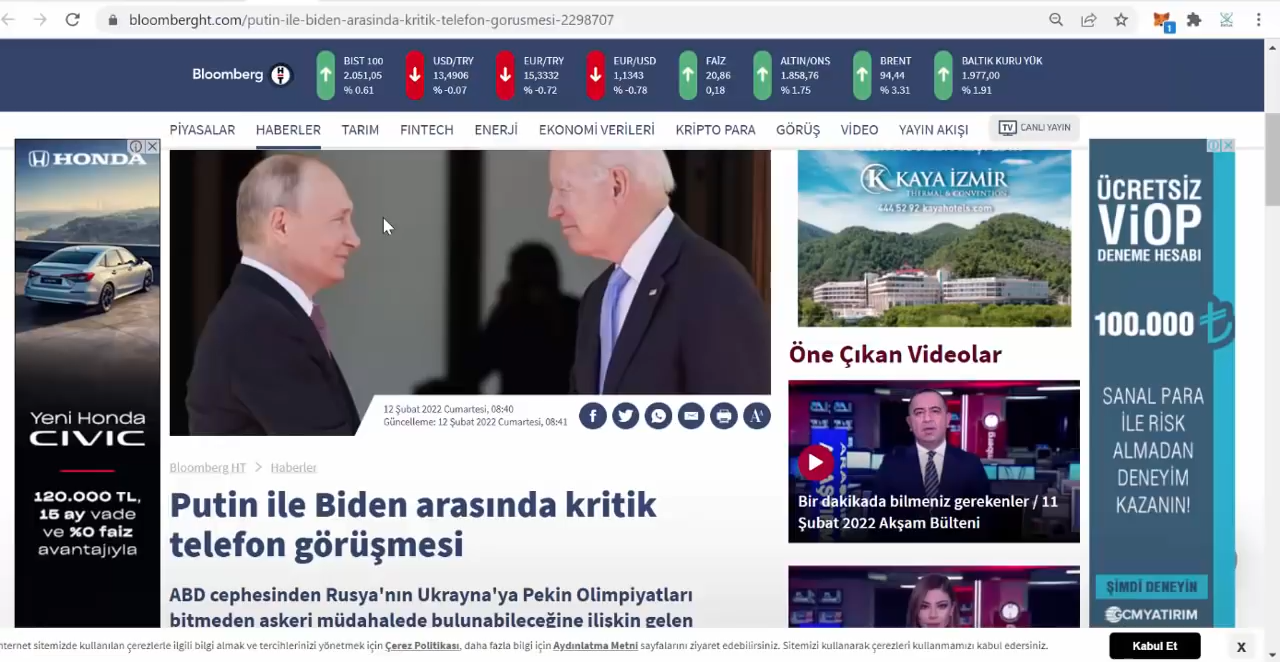 bloomberght.com/putin-ile-biden-arasinda-kritik-telefon-gorusmesi-2298707
1
Bloomberg HT
BIST 100
2.051,05
% 0.61
USD/TRY
13,4906
% -0.07
EUR/TRY
15,3332
% -0.72
EUR/USD
1,1343
% -0.78
FAİZ
20,86
0,18
ALTIN/ONS
1.858,76
% 1.75
BRENT
94,44
% 3.31
BALTIK KURU YÜK
1.977,00
% 1.91
PİYASALAR HABERLER TARIM FINTECH ENERJİ EKONOMİ VERİLERİ KRİPTO PARA GÖRÜŞ VİDEO YAYIN AKIŞI TV CANLI YAYIN
HONDA
Yeni Honda
CIVIC
120.000 TL,
15 ay vade
ve %0 faiz
avantajıyla
12 Şubat 2022 Cumartesi, 08:40
Güncelleme: 12 Şubat 2022 Cumartesi, 08:41
Bloomberg HT > Haberler
Putin ile Biden arasında kritik
telefon görüşmesi
ABD cephesinden Rusya'nın Ukrayna'ya Pekin Olimpiyatları
bitmeden askeri müdahalede bulunabileceğine ilişkin gelen
K KAYA İZMİR
THERMAL & CONVENTION
444 52 92 kayahotels.com
Öne Çıkan Videolar
Bir dakikada bilmeniz gerekenler / 11
Şubat 2022 Akşam Bülteni
ÜCRETSİZ
VİOP
DENEME HESABI
100.000 ₺
SANAL PARA
İLE RİSK
ALMADAN
DENEYİM
KAZANIN!
ŞİMDİ DENEYİN
GCMYATIRIM
nternet sitemizde kullanılan çerezlerle ilgili bilgi almak ve tercihlerinizi yönetmek için Çerez Politikası, daha fazla bilgi için Aydınlatma Metni sayfalarını ziyaret edebilirsiniz. Sitemizi kullanarak çerezleri kullanmamızı kabul edersiniz.
Kabul Et
X